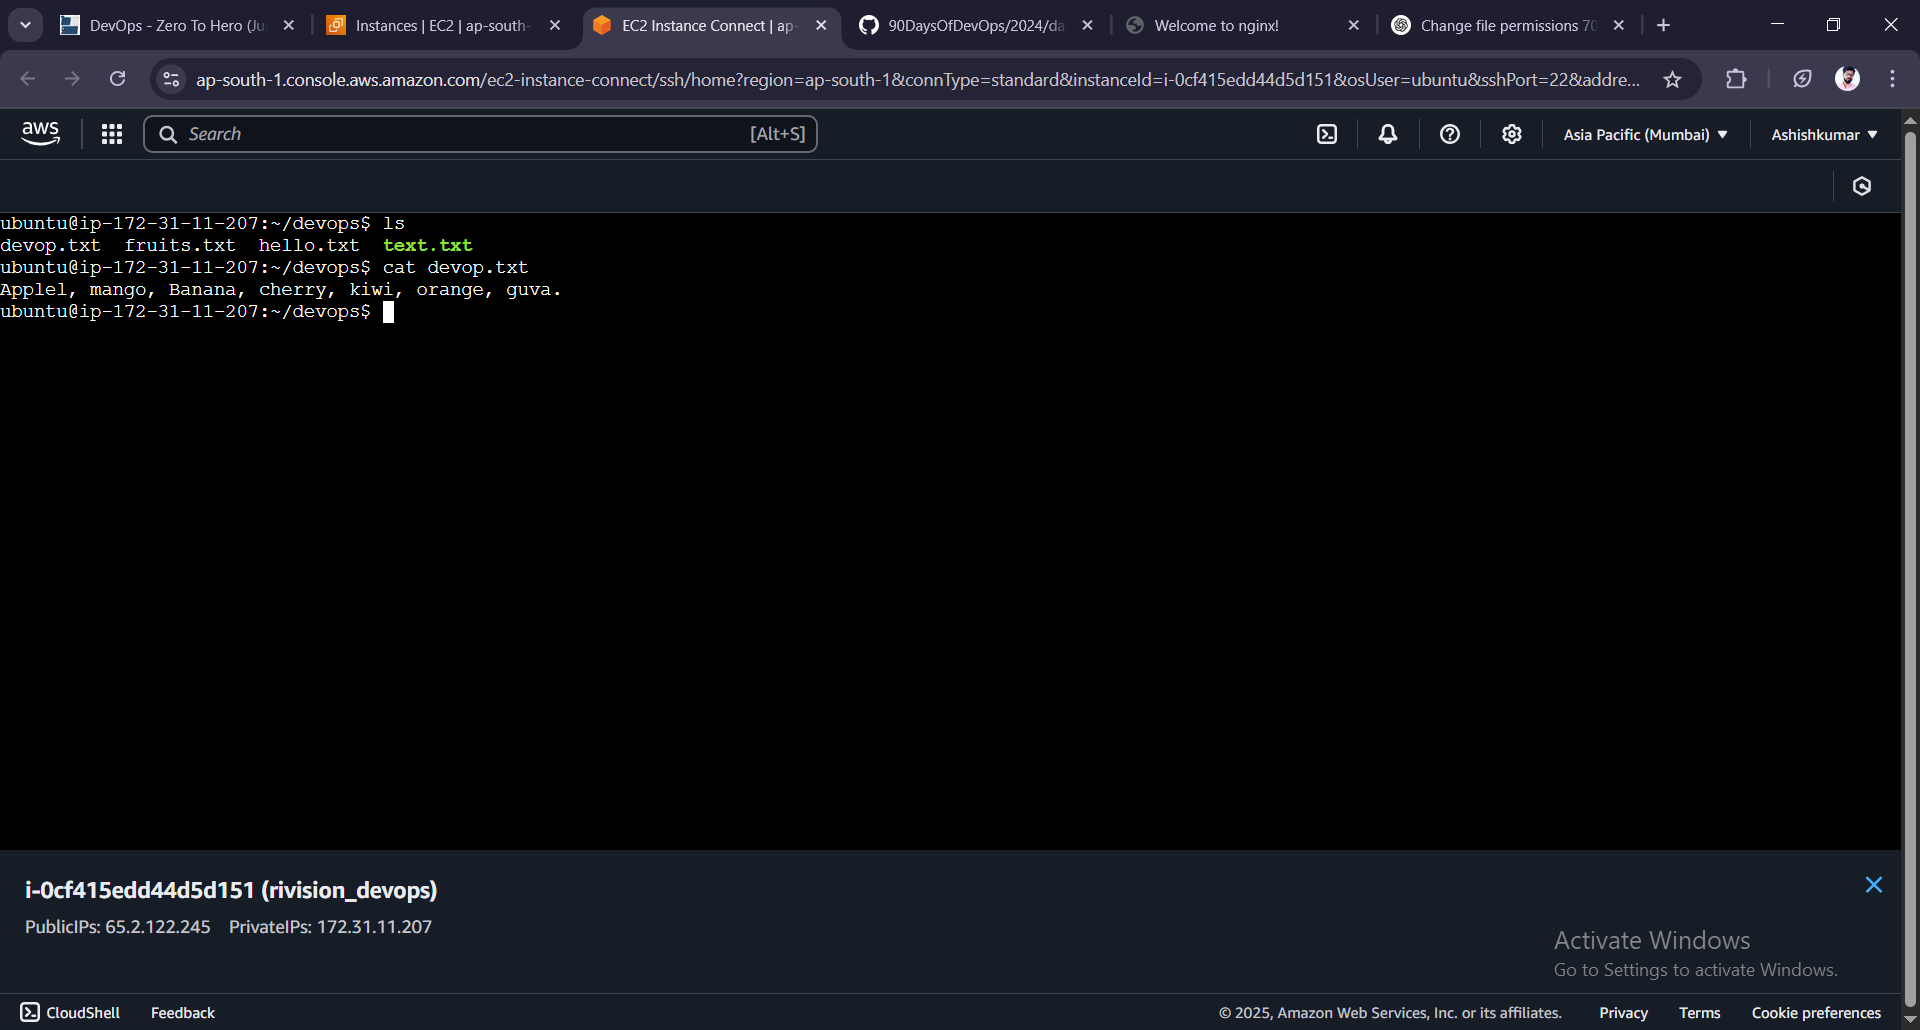 DevOps - Zero To Hero (Ju
Instances | EC2 | ap-south-
EC2 Instance Connect | ap-
90DaysOfDevOps/2024/da
Welcome to nginx!
Change file permissions 70
ap-south-1.console.aws.amazon.com/ec2-instance-connect/ssh/home?region=ap-south-1&connType=standard&instanceId=i-0cf415edd44d5d151&osUser=ubuntu&sshPort=22&addre...
aws
Search
[Alt+S]
Asia Pacific (Mumbai)
Ashishkumar
ubuntu@ip-172-31-11-207:~/devops$ ls
devop.txt  fruits.txt  hello.txt  text.txt
ubuntu@ip-172-31-11-207:~/devops$ cat devop.txt
Applel, mango, Banana, cherry, kiwi, orange, guva.
ubuntu@ip-172-31-11-207:~/devops$
i-0cf415edd44d5d151 (rivision_devops)
PublicIPs: 65.2.122.245 PrivateIPs: 172.31.11.207
Activate Windows
Go to Settings to activate Windows.
CloudShell
Feedback
© 2025, Amazon Web Services, Inc. or its affiliates.
Privacy
Terms
Cookie preferences